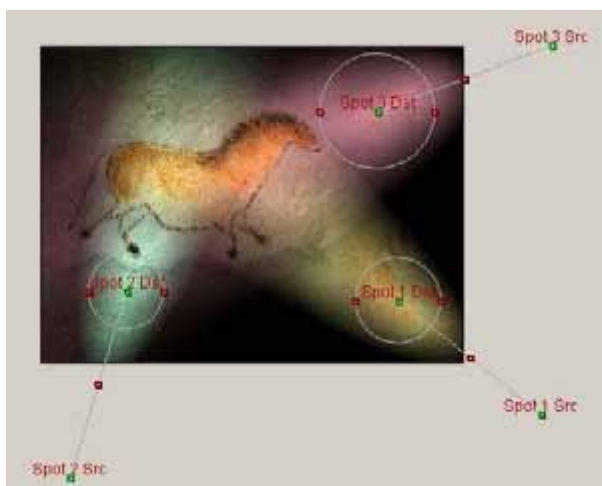 Spot 3 Src
Spot 3 Dst
Spot 2 Dst
Spot 1 Dst
Spot 1 Src
Spot 2 Src